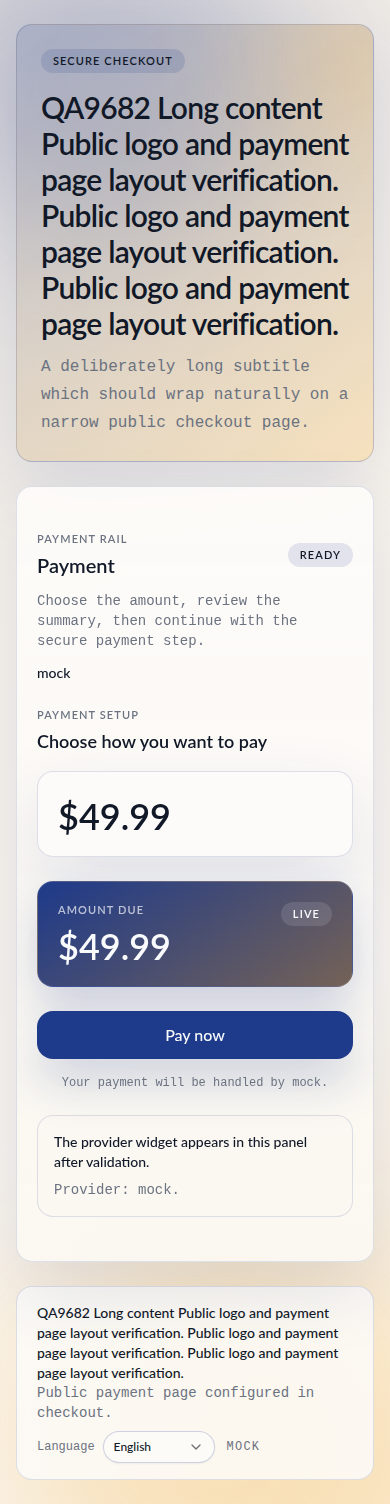 SECURE CHECKOUT
QA9682 Long content
Public logo and payment
page layout verification.
Public logo and payment
page layout verification.
Public logo and payment
page layout verification.
A deliberately long subtitle
which should wrap naturally on a
narrow public checkout page.
PAYMENT RAIL
Payment
READY
Choose the amount, review the
summary, then continue with the
secure payment step.
mock
PAYMENT SETUP
Choose how you want to pay
$49.99
AMOUNT DUE
LIVE
$49.99
Pay now
Your payment will be handled by mock.
The provider widget appears in this panel
after validation.
Provider: mock.
QA9682 Long content Public logo and payment
page layout verification. Public logo and payment
page layout verification. Public logo and payment
page layout verification.
Public payment page configured in
checkout.
Language English MOCK